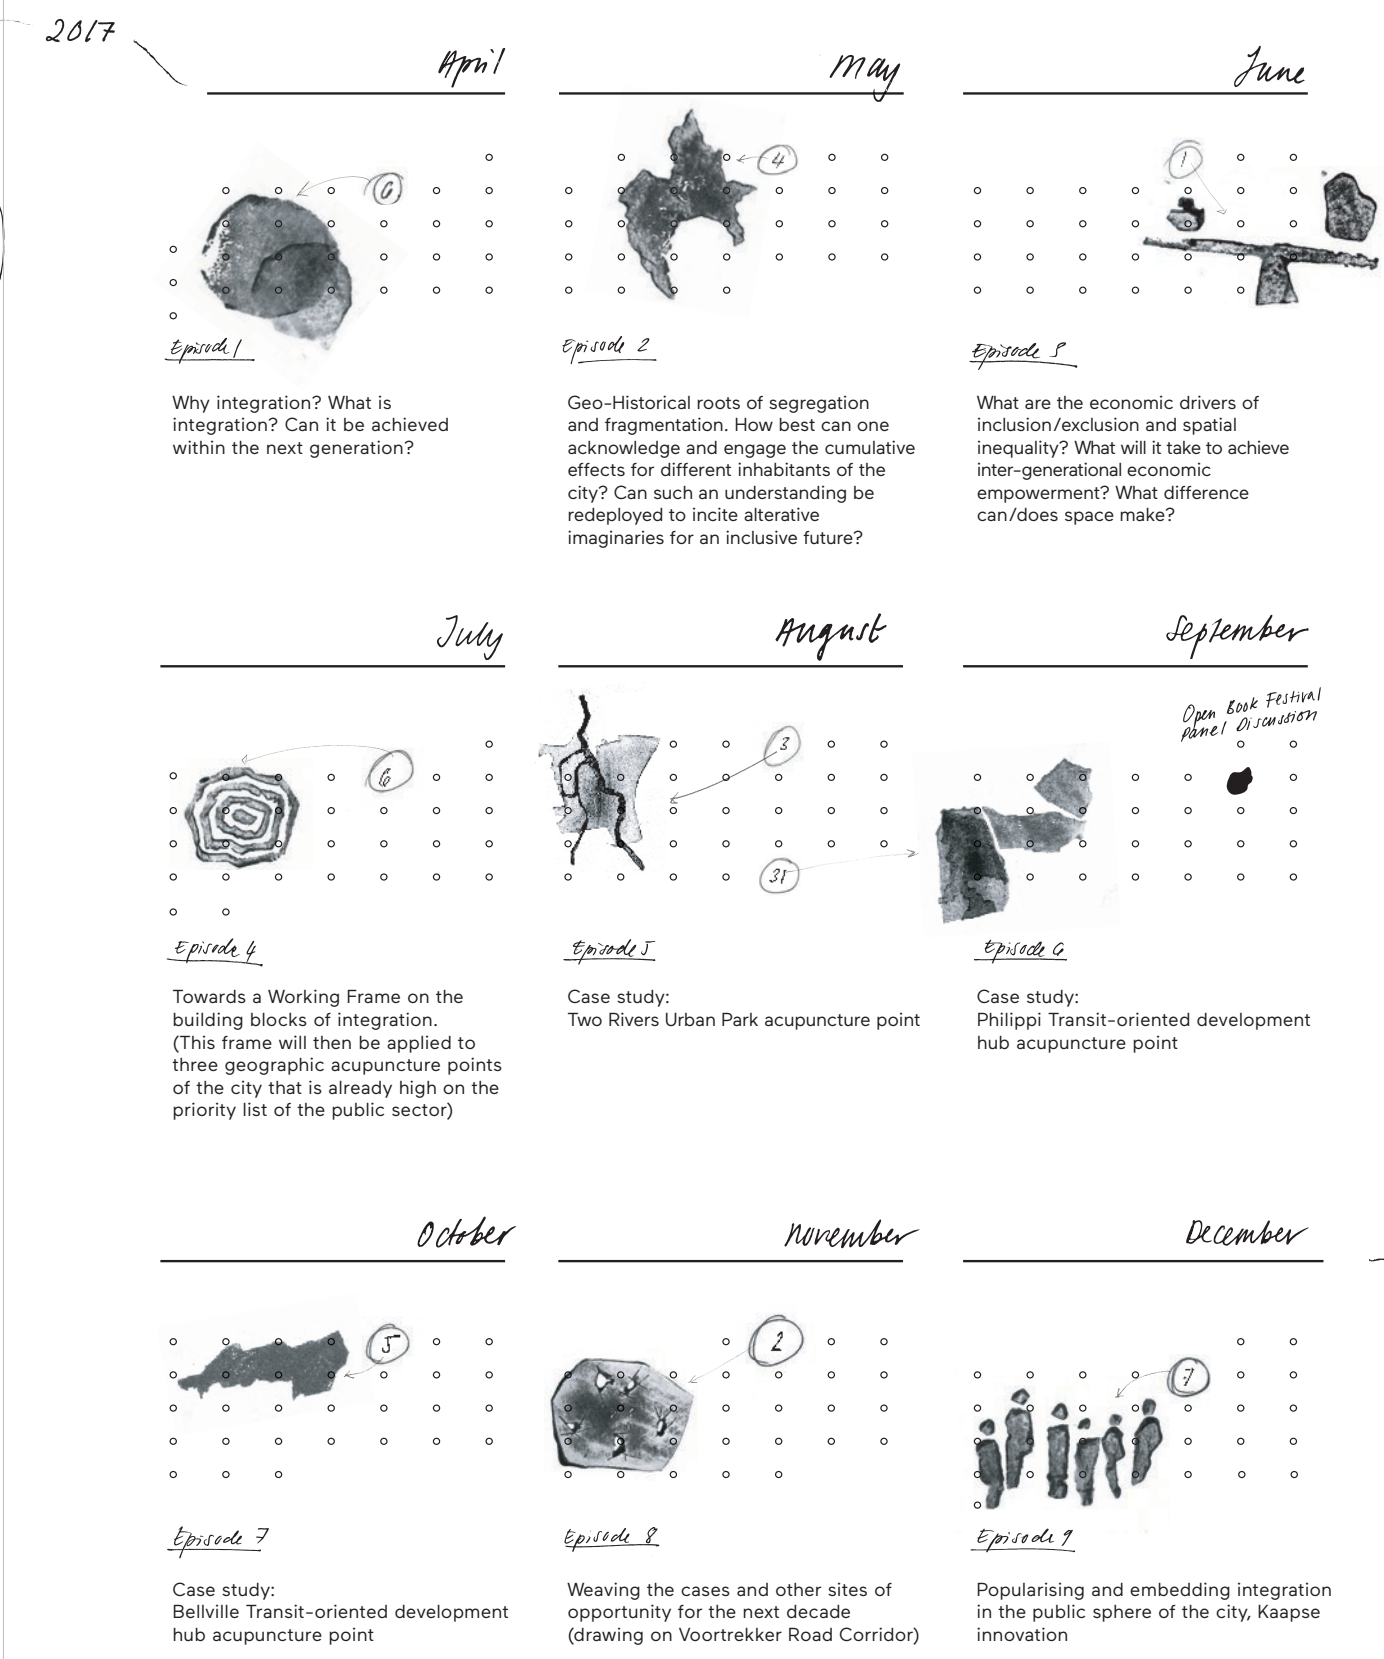 2017
April
May
June
6
4
1
Episode 1
Episode 2
Episode 3
Why integration? What is
integration? Can it be achieved
within the next generation?
Geo-Historical roots of segregation
and fragmentation. How best can one
acknowledge and engage the cumulative
effects for different inhabitants of the
city? Can such an understanding be
redeployed to incite alterative
imaginaries for an inclusive future?
What are the economic drivers of
inclusion/exclusion and spatial
inequality? What will it take to achieve
inter-generational economic
empowerment? What difference
can/does space make?
July
August
September
Open Book Festival
Panel Discussion
6
3
31
Episode 4
Episode 5
Episode 6
Towards a Working Frame on the
building blocks of integration.
(This frame will then be applied to
three geographic acupuncture points
of the city that is already high on the
priority list of the public sector)
Case study:
Two Rivers Urban Park acupuncture point
Case study:
Philippi Transit-oriented development
hub acupuncture point
October
November
December
5
2
7
Episode 7
Episode 8
Episode 9
Case study:
Bellville Transit-oriented development
hub acupuncture point
Weaving the cases and other sites of
opportunity for the next decade
(drawing on Voortrekker Road Corridor)
Popularising and embedding integration
in the public sphere of the city, Kaapse
innovation